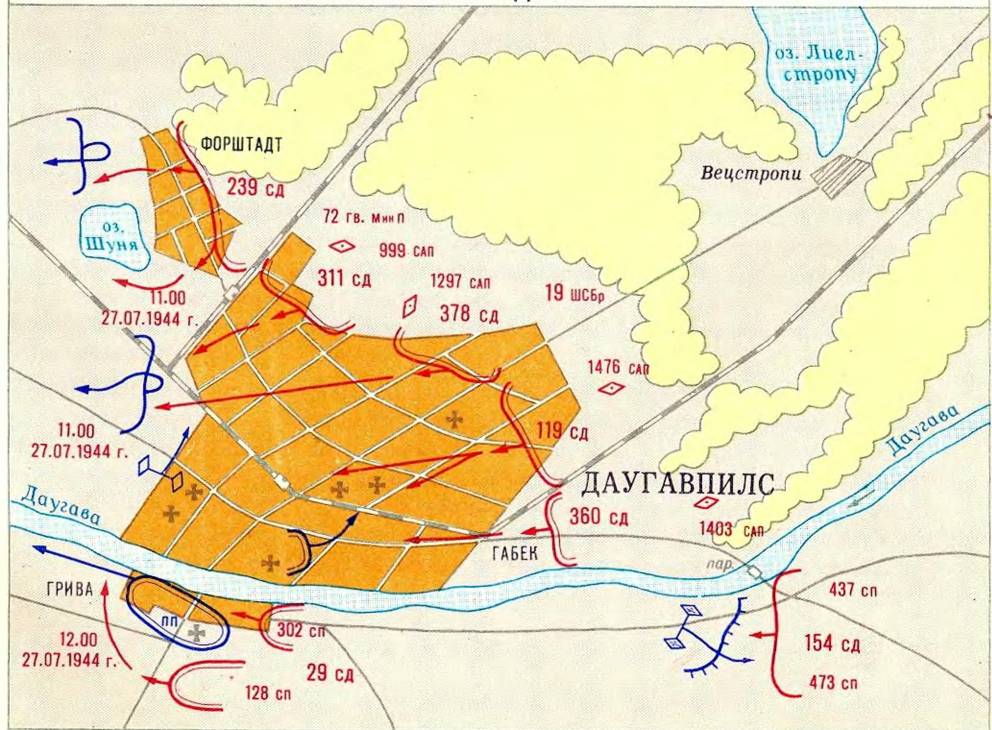 оз. Лиел-
стропу
ФОРШТАДТ
Вецстропи
239 СД
72 гв. минп
оз.
Шуня
999 САП
311 СД
1297 САП
11.00
27.07.1944 г.
19 ШСБр
378 СД
1476 САП
11.00
27.07.1944 г.
119 СД
Даугава
ДАУГАВПИЛС
Даугава
360 СД
1403 САП
ГАБЕК
пар.
ГРИВА
437 сп
ПП
302 сп
12.00
27.07.1944 г.
154 СД
29 СД
473 сп
128 сп